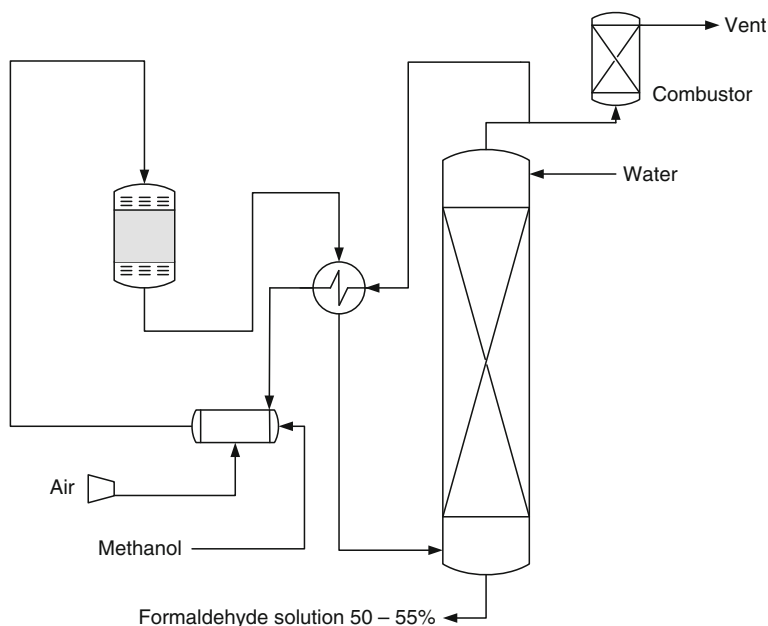 Vent
Combustor
Water
Air
Methanol
Formaldehyde solution 50 – 55%